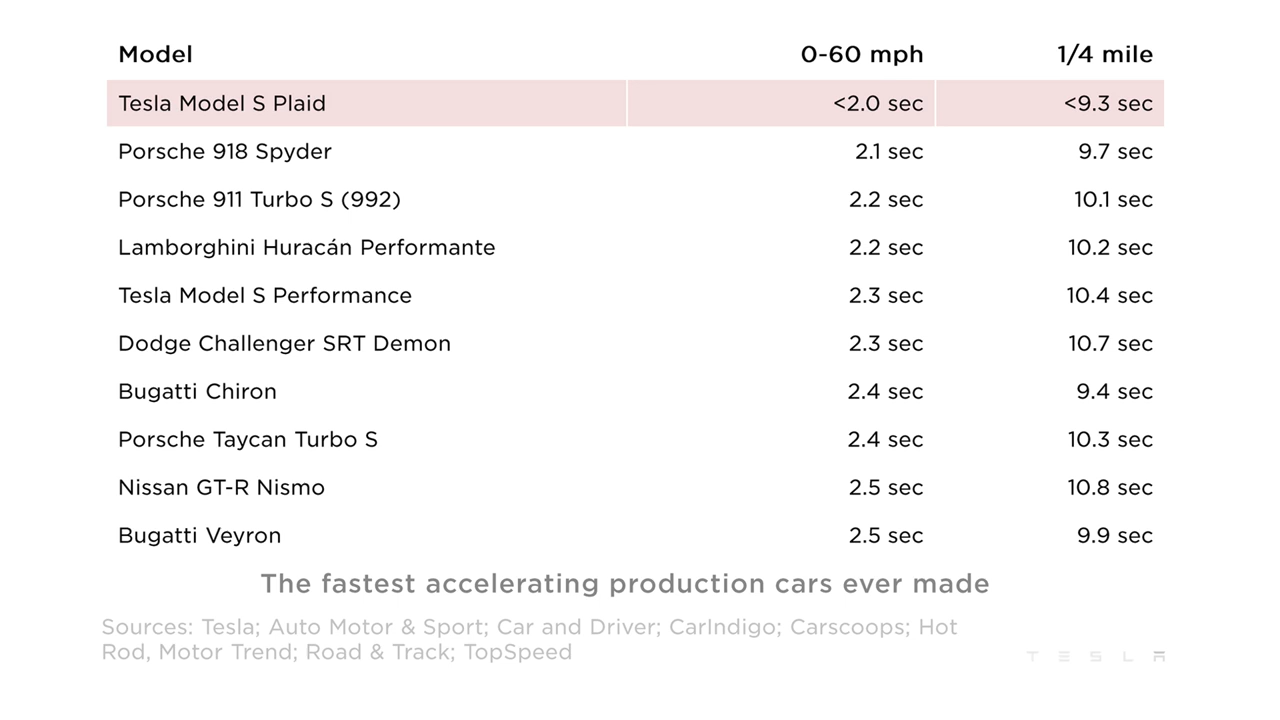 Model 0-60 mph 1/4 mile
Tesla Model S Plaid <2.0 sec <9.3 sec
Porsche 918 Spyder 2.1 sec 9.7 sec
Porsche 911 Turbo S (992) 2.2 sec 10.1 sec
Lamborghini Huracán Performante 2.2 sec 10.2 sec
Tesla Model S Performance 2.3 sec 10.4 sec
Dodge Challenger SRT Demon 2.3 sec 10.7 sec
Bugatti Chiron 2.4 sec 9.4 sec
Porsche Taycan Turbo S 2.4 sec 10.3 sec
Nissan GT-R Nismo 2.5 sec 10.8 sec
Bugatti Veyron 2.5 sec 9.9 sec
The fastest accelerating production cars ever made
Sources: Tesla; Auto Motor & Sport; Car and Driver; CarIndigo; Carscoops; Hot
Rod, Motor Trend; Road & Track; TopSpeed
TESLA